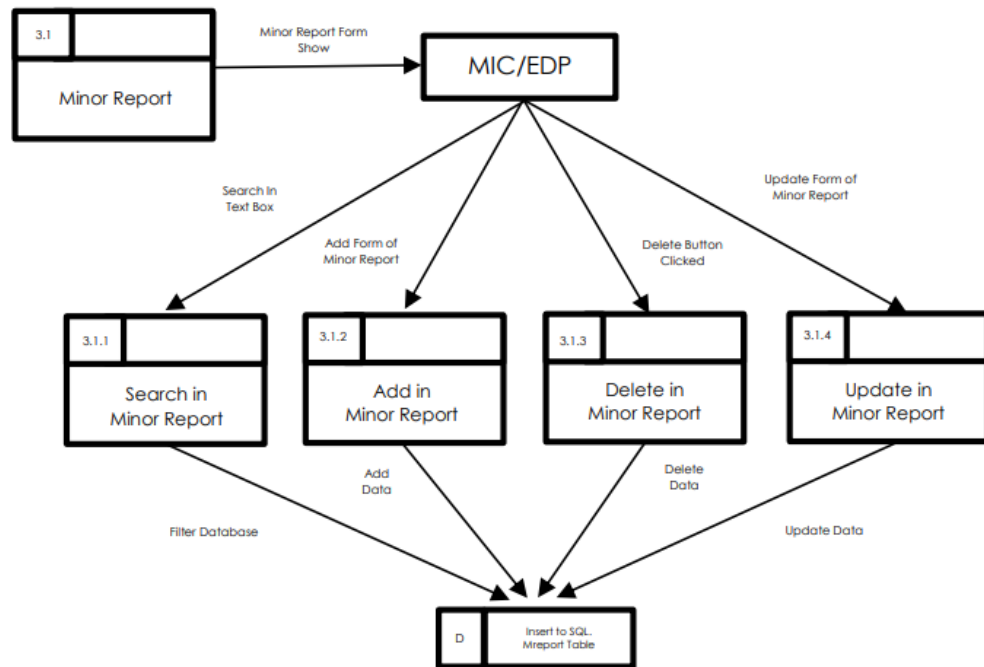 3.1
Minor Report
Minor Report Form
Show
MIC/EDP
Search In
Text Box
Add Form of
Minor Report
Delete Button
Clicked
Update Form of
Minor Report
3.1.1
Search in
Minor Report
3.1.2
Add in
Minor Report
3.1.3
Delete in
Minor Report
3.1.4
Update in
Minor Report
Filter Database
Add
Data
Delete
Data
Update Data
D
Insert to SQL.
Mreport Table